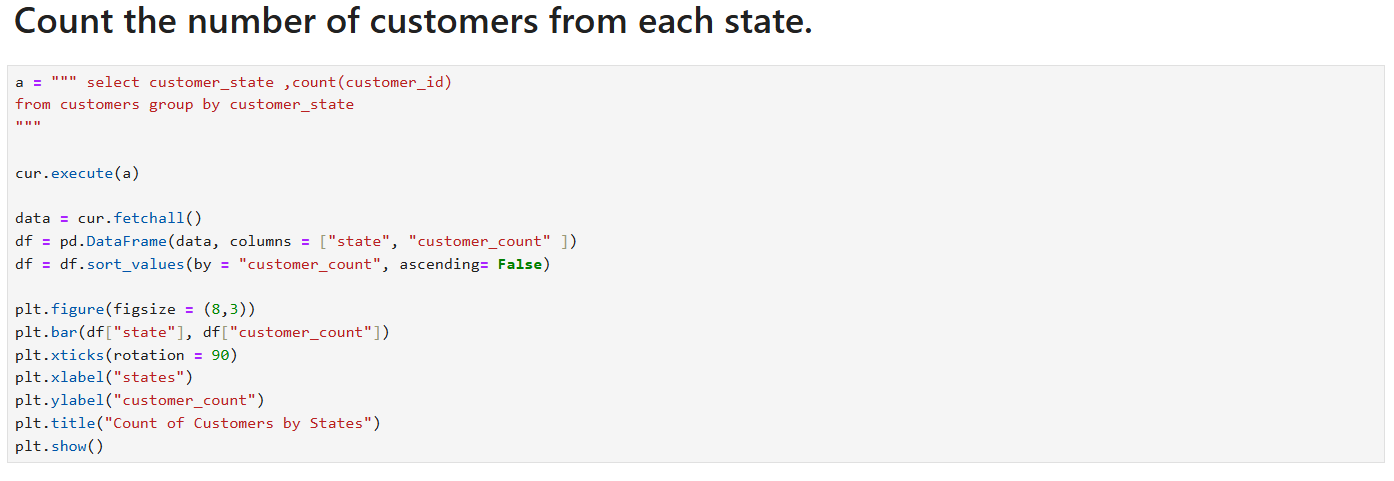 Count the number of customers from each state.
a = """ select customer_state ,count(customer_id)
from customers group by customer_state
"""
cur.execute(a)
data = cur.fetchall()
df = pd.DataFrame(data, columns = ["state", "customer_count" ])
df = df.sort_values(by = "customer_count", ascending= False)
plt.figure(figsize = (8,3))
plt.bar(df["state"], df["customer_count"])
plt.xticks(rotation = 90)
plt.xlabel("states")
plt.ylabel("customer_count")
plt.title("Count of Customers by States")
plt.show()